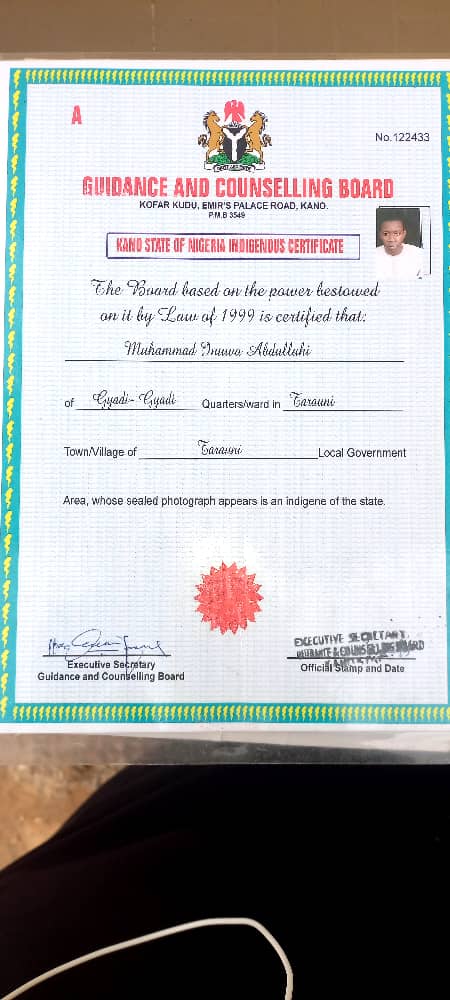 A
No.122433
GUIDANCE AND COUNSELLING BOARD
KOFAR KUDU, EMIR'S PALACE ROAD, KANO.
P.M.B 3549
KANO STATE OF NIGERIA INDIGENOUS CERTIFICATE
The Board based on the power bestowed
on it by Law of 1999 is certified that:
Muhammad Inuwa Abdullahi
of Gyadi-Gyadi Quarters/ward in Tarauni
Town/Village of Tarauni Local Government
Area, whose sealed photograph appears is an indigene of the state.
Executive Secretary
Guidance and Counselling Board
EXECUTIVE SECRETARY
GUIDANCE & COUNSELLING BOARD
Official Stamp and Date